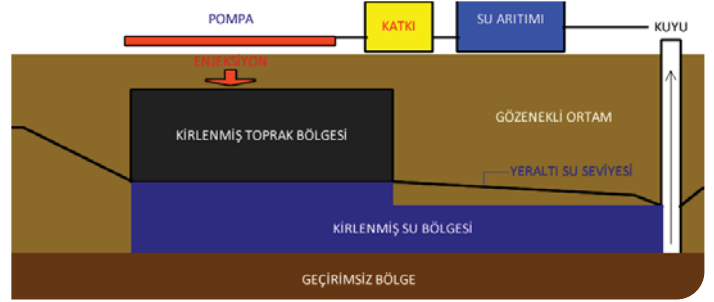 POMPA
KATKI
SU ARITIMI
KUYU
ENJEKSİYON
KİRLENMİŞ TOPRAK BÖLGESİ
GÖZENEKLİ ORTAM
YERALTI SU SEVİYESİ
KİRLENMİŞ SU BÖLGESİ
GEÇİRİMSİZ BÖLGE